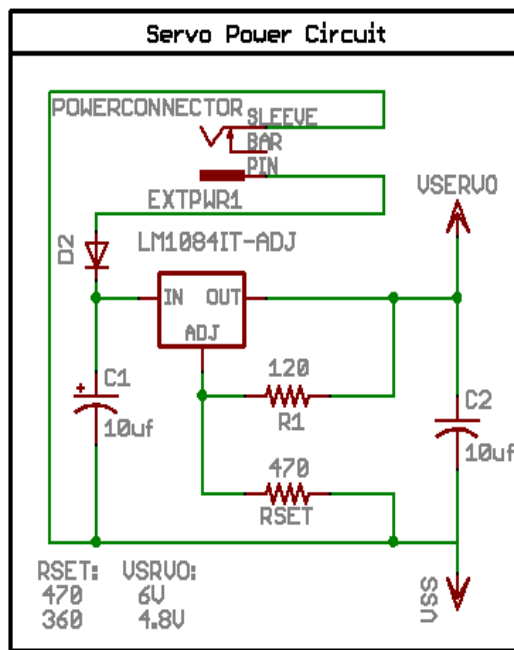 Servo Power Circuit
POWERCONNECTOR
SLEEVE
BAR
PIN
EXTPWR1
VSERVO
D2
LM1084IT-ADJ
IN OUT
ADJ
C1
+
10uf
120
R1
C2
10uf
470
RSET
RSET: VSRVO:
470 6V
360 4.8V
VSS